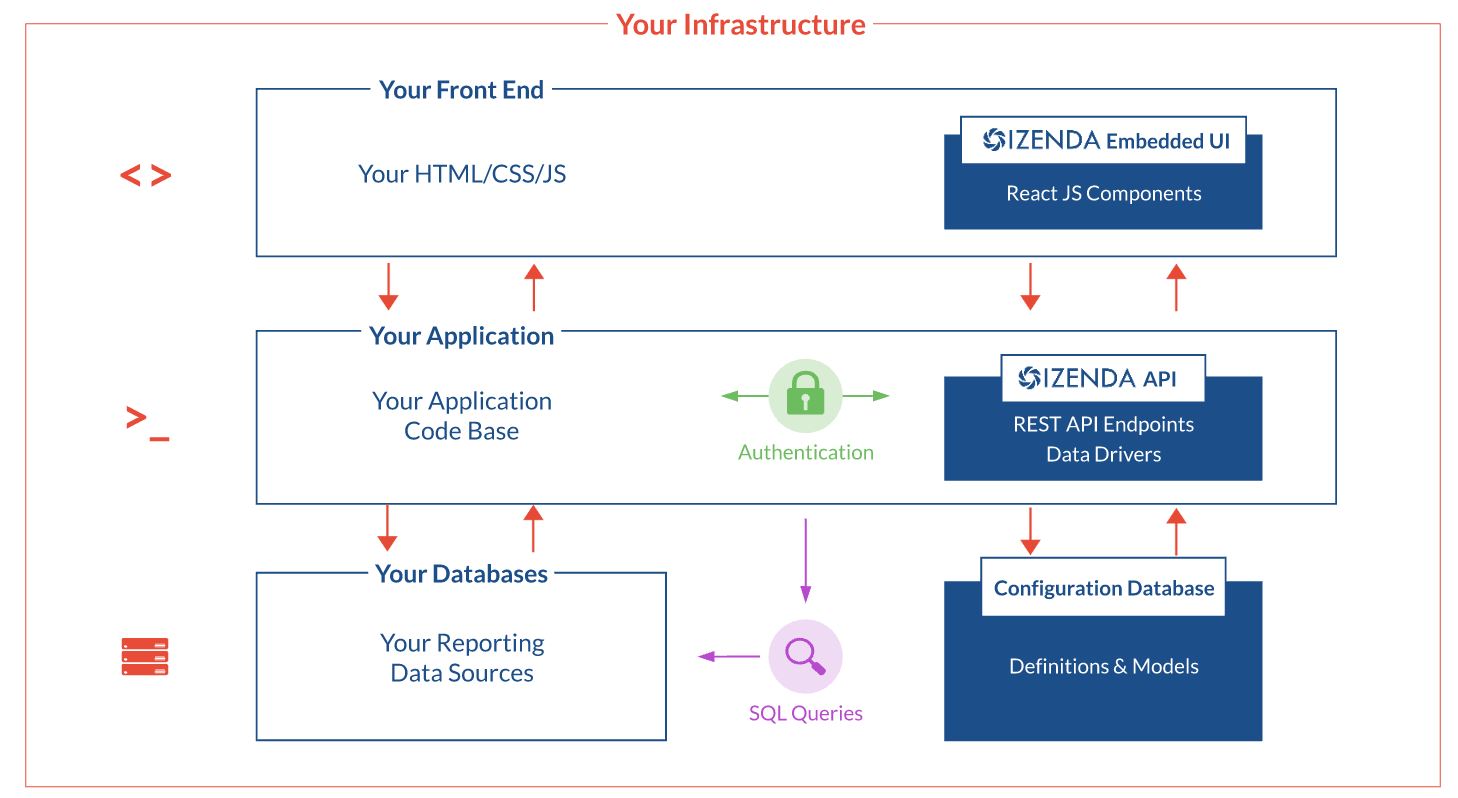 Your Infrastructure
Your Front End
IZENDA Embedded UI
Your HTML/CSS/JS
React JS Components
Your Application
IZENDA API
Your Application
Code Base
REST API Endpoints
Data Drivers
Authentication
Your Databases
Configuration Database
Your Reporting
Data Sources
Definitions & Models
SQL Queries